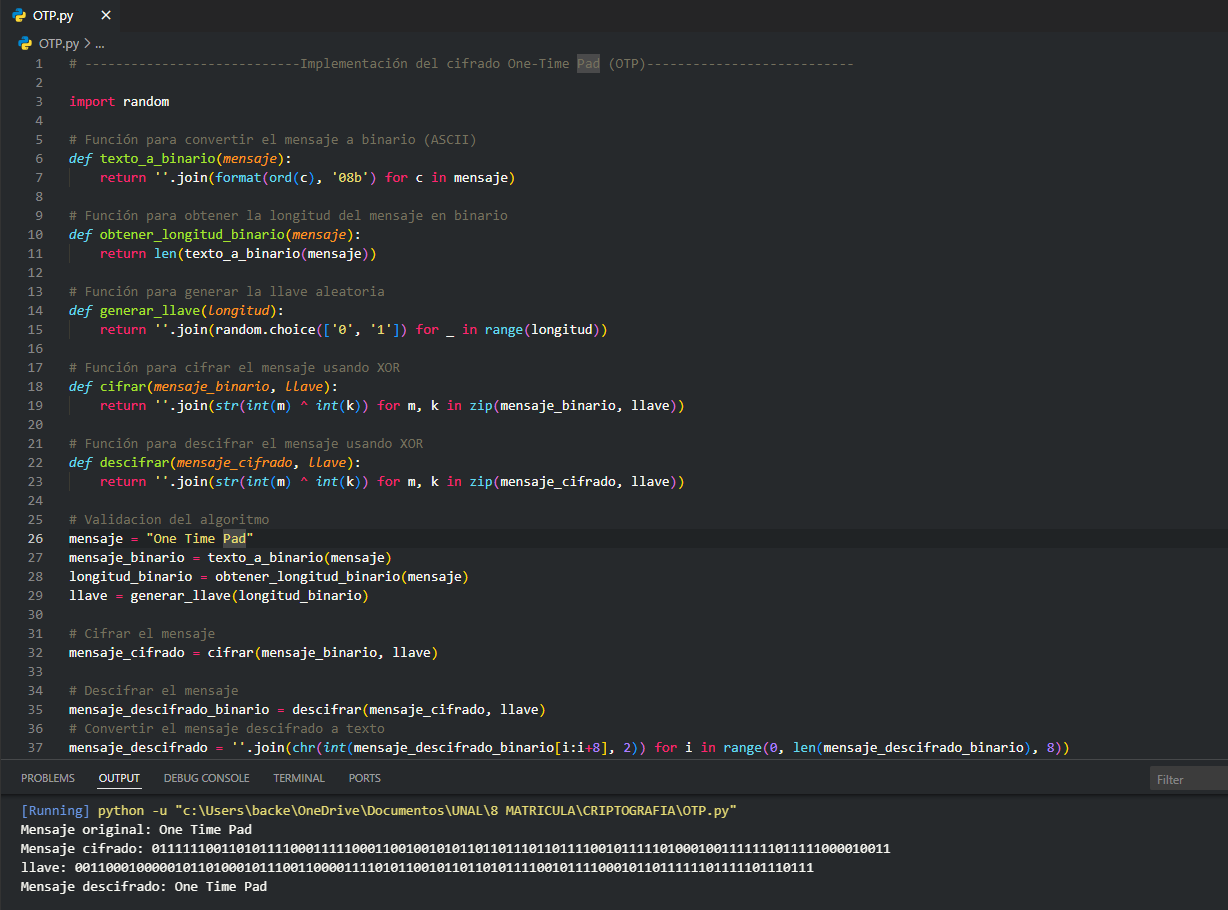 OTP.py ×
OTP.py > ...
1 # ----------------------------Implementación del cifrado One-Time Pad (OTP)---------------------------
2
3 import random
4
5 # Función para convertir el mensaje a binario (ASCII)
6 def texto_a_binario(mensaje):
7     return ''.join(format(ord(c), '08b') for c in mensaje)
8
9 # Función para obtener la longitud del mensaje en binario
10 def obtener_longitud_binario(mensaje):
11     return len(texto_a_binario(mensaje))
12
13 # Función para generar la llave aleatoria
14 def generar_llave(longitud):
15     return ''.join(random.choice(['0', '1']) for _ in range(longitud))
16
17 # Función para cifrar el mensaje usando XOR
18 def cifrar(mensaje_binario, llave):
19     return ''.join(str(int(m) ^ int(k)) for m, k in zip(mensaje_binario, llave))
20
21 # Función para descifrar el mensaje usando XOR
22 def descifrar(mensaje_cifrado, llave):
23     return ''.join(str(int(m) ^ int(k)) for m, k in zip(mensaje_cifrado, llave))
24
25 # Validacion del algoritmo
26 mensaje = "One Time Pad"
27 mensaje_binario = texto_a_binario(mensaje)
28 longitud_binario = obtener_longitud_binario(mensaje)
29 llave = generar_llave(longitud_binario)
30
31 # Cifrar el mensaje
32 mensaje_cifrado = cifrar(mensaje_binario, llave)
33
34 # Descifrar el mensaje
35 mensaje_descifrado_binario = descifrar(mensaje_cifrado, llave)
36 # Convertir el mensaje descifrado a texto
37 mensaje_descifrado = ''.join(chr(int(mensaje_descifrado_binario[i:i+8], 2)) for i in range(0, len(mensaje_descifrado_binario), 8))
PROBLEMS OUTPUT DEBUG CONSOLE TERMINAL PORTS Filter
[Running] python -u "c:\Users\backe\OneDrive\Documentos\UNAL\8 MATRICULA\CRIPTOGRAFIA\OTP.py"
Mensaje original: One Time Pad
Mensaje cifrado:
llave:
Mensaje descifrado: One Time Pad